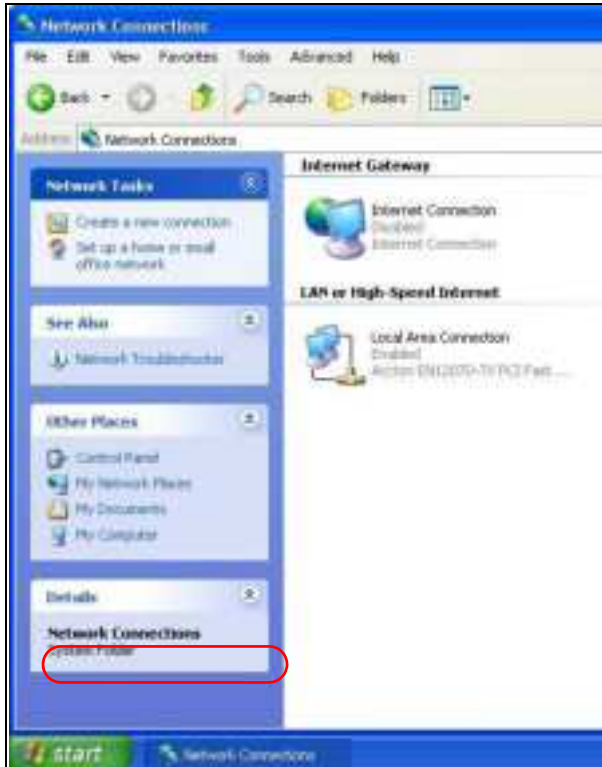 Network Connections
File Edit View Favorites Tools Advanced Help
Back Search Folders
Address Network Connections
Internet Gateway
Network Tasks
Internet Connection
Disabled
Internet Connection
Create a new connection
Set up a home or small
office network
LAN or High-Speed Internet
See Also
Local Area Connection
Enabled
PCI Fast ...
Network Troubleshooter
Other Places
Control Panel
My Network Places
My Documents
My Computer
Details
Network Connections
System Folder
start Network Connections